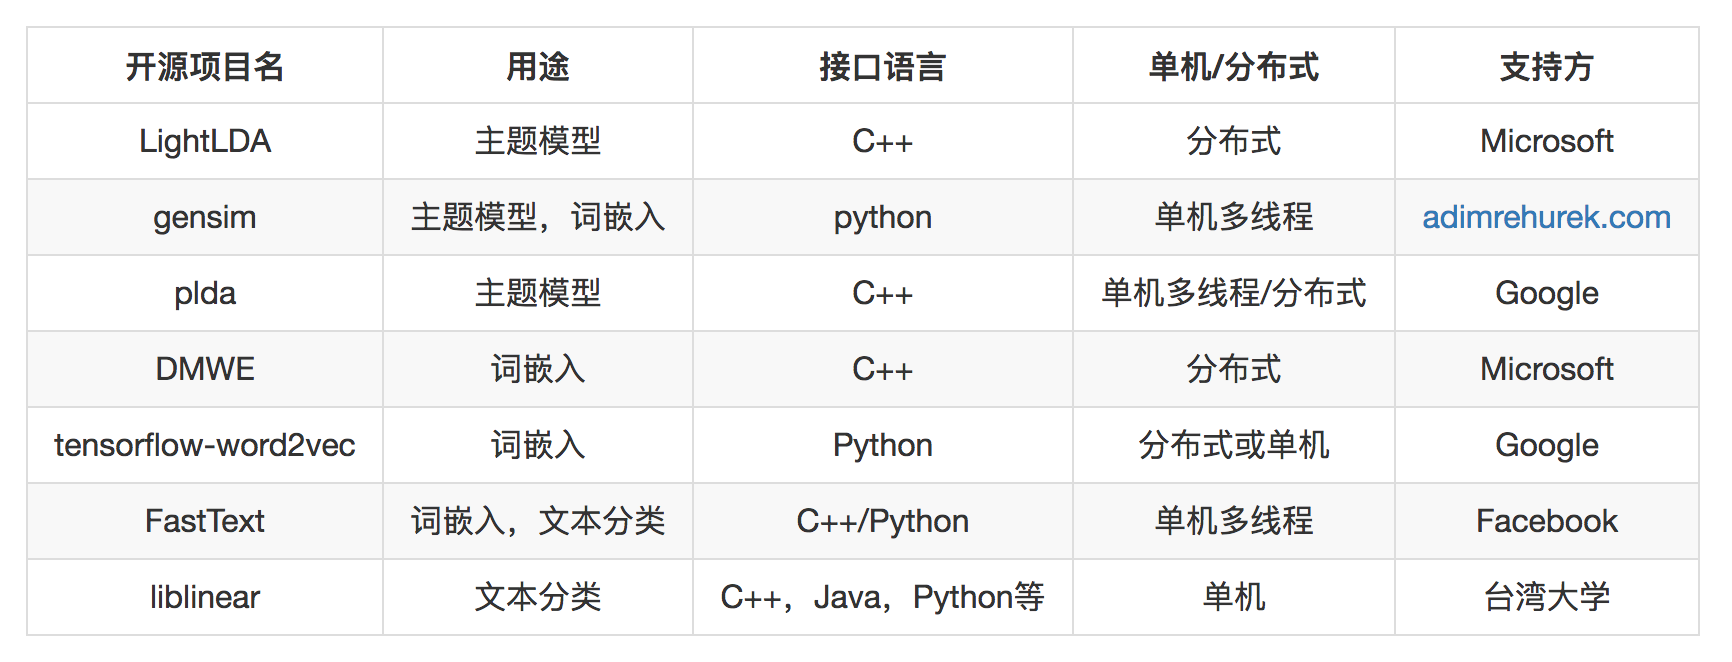 开源项目名 用途 接口语言 单机/分布式 支持方
LightLDA 主题模型 C++ 分布式 Microsoft
gensim 主题模型，词嵌入 python 单机多线程 adimrehurek.com
plda 主题模型 C++ 单机多线程/分布式 Google
DMWE 词嵌入 C++ 分布式 Microsoft
tensorflow-word2vec 词嵌入 Python 分布式或单机 Google
FastText 词嵌入，文本分类 C++/Python 单机多线程 Facebook
liblinear 文本分类 C++，Java，Python等 单机 台湾大学